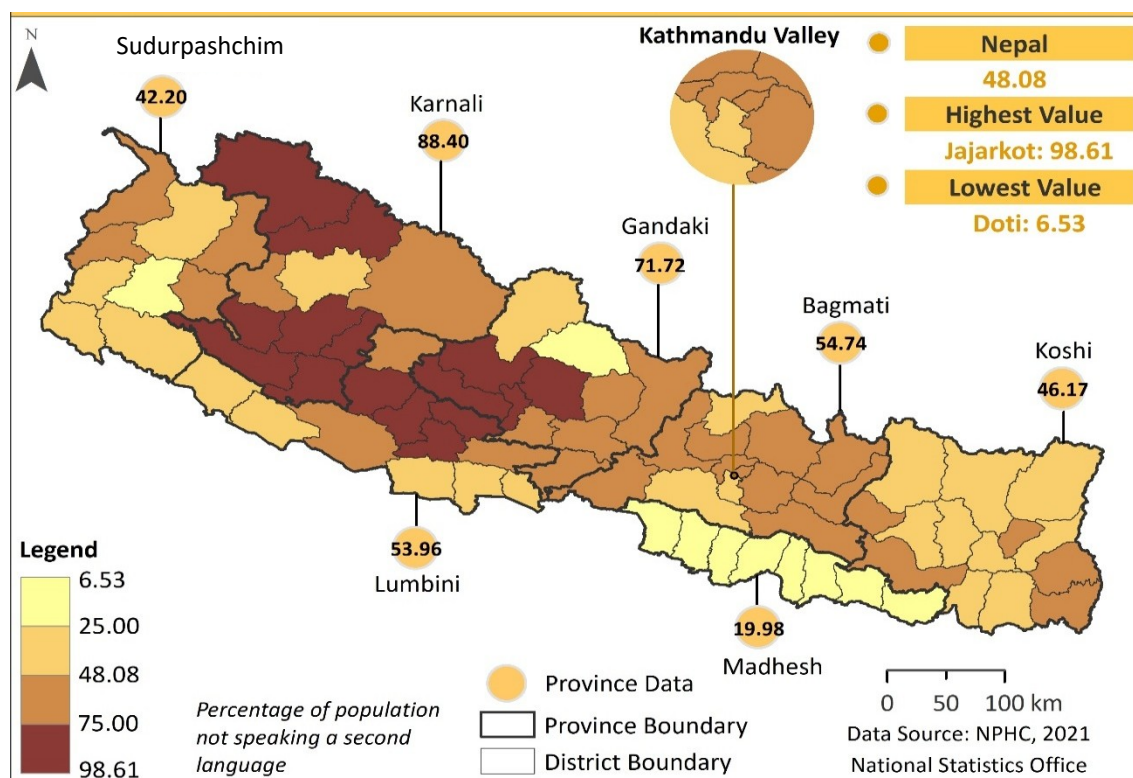 N
Sudurpashchim
42.20
Karnali
88.40
Kathmandu Valley
Nepal
48.08
Highest Value
Jajarkot: 98.61
Lowest Value
Doti: 6.53
Gandaki
71.72
Bagmati
54.74
Koshi
46.17
53.96
Lumbini
19.98
Madhesh
Legend
6.53
25.00
48.08
75.00
98.61
Percentage of population
not speaking a second
language
Province Data
Province Boundary
District Boundary
0 50 100 km
Data Source: NPHC, 2021
National Statistics Office